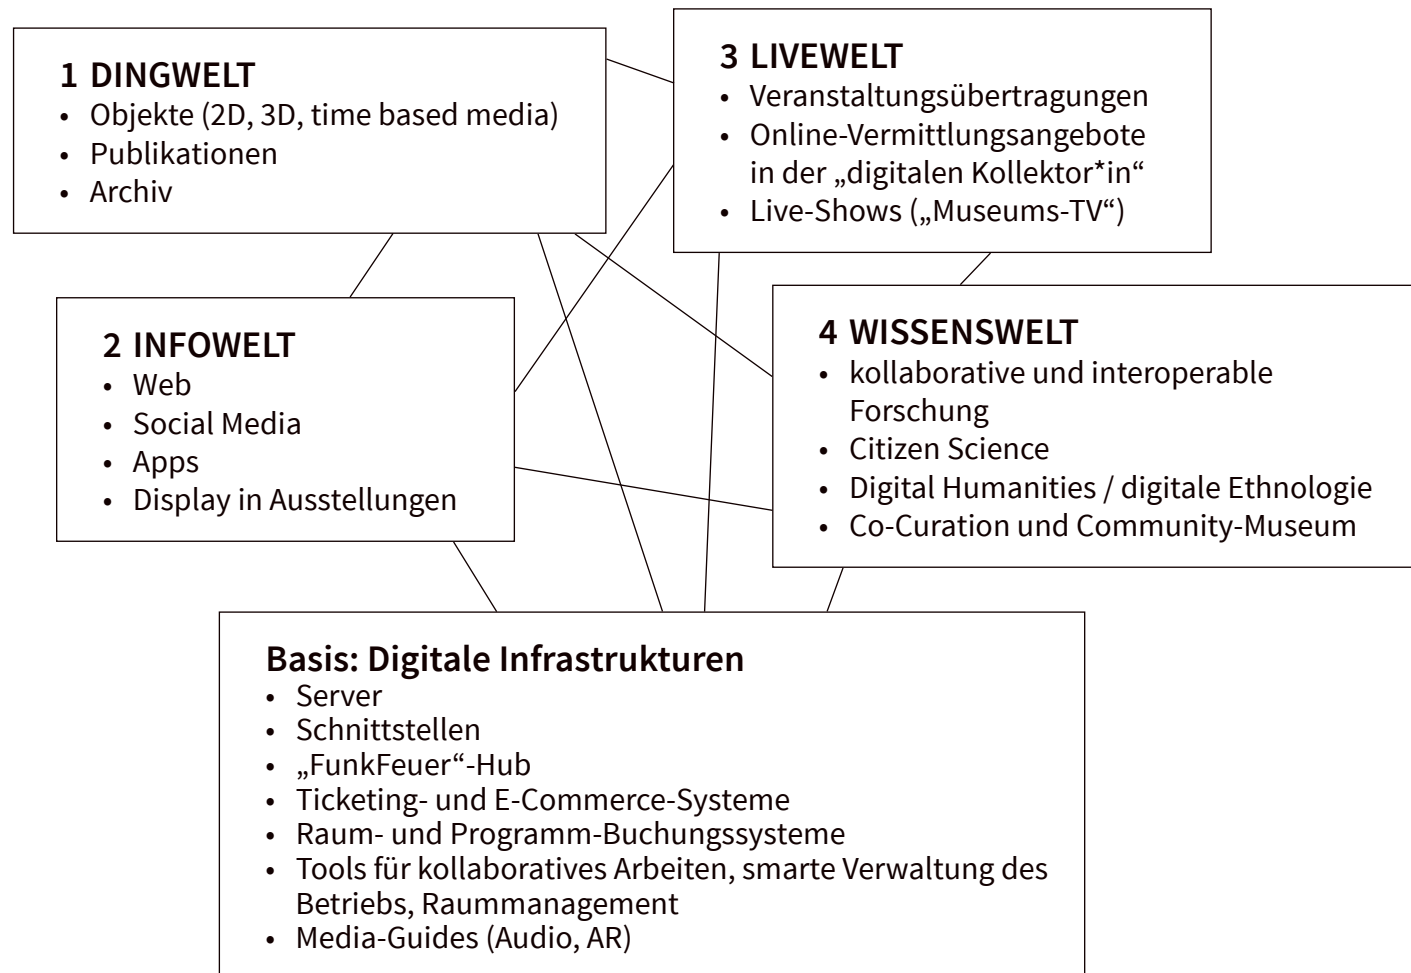 1 DINGWELT
• Objekte (2D, 3D, time based media)
• Publikationen
• Archiv
2 INFOWELT
• Web
• Social Media
• Apps
• Display in Ausstellungen
3 LIVEWELT
• Veranstaltungsübertragungen
• Online-Vermittlungsangebote
in der „digitalen Kollektor*in“
• Live-Shows („Museums-TV“)
4 WISSENSWELT
• kollaborative und interoperable
Forschung
• Citizen Science
• Digital Humanities / digitale Ethnologie
• Co-Curation und Community-Museum
Basis: Digitale Infrastrukturen
• Server
• Schnittstellen
• „FunkFeuer“-Hub
• Ticketing- und E-Commerce-Systeme
• Raum- und Programm-Buchungssysteme
• Tools für kollaboratives Arbeiten, smarte Verwaltung des
Betriebs, Raummanagement
• Media-Guides (Audio, AR)